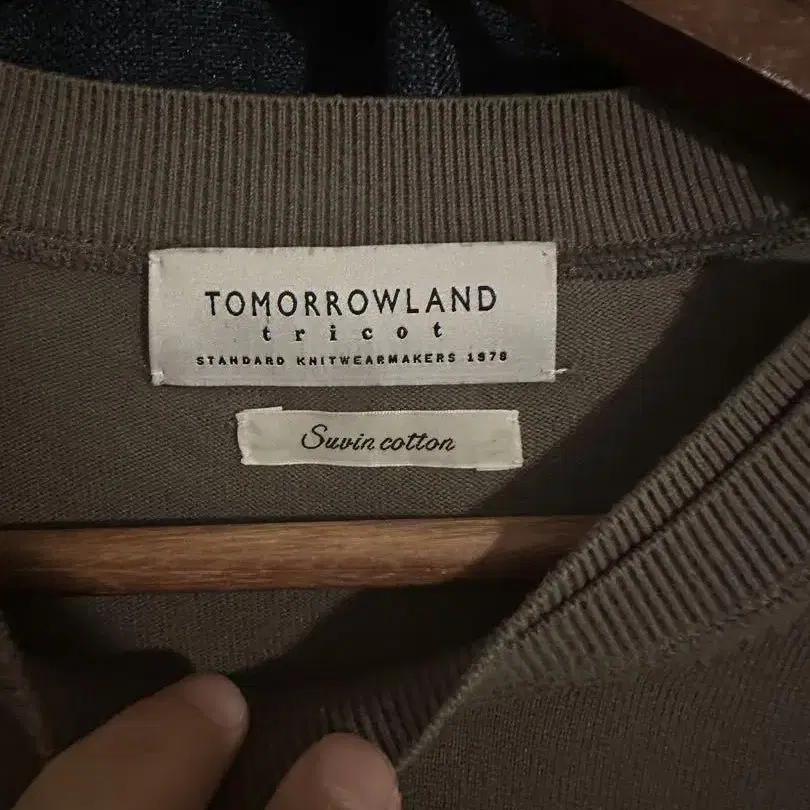 TOMORROWLAND
tricot
STANDARD KNITWEARMAKERS 1978
Suvin cotton